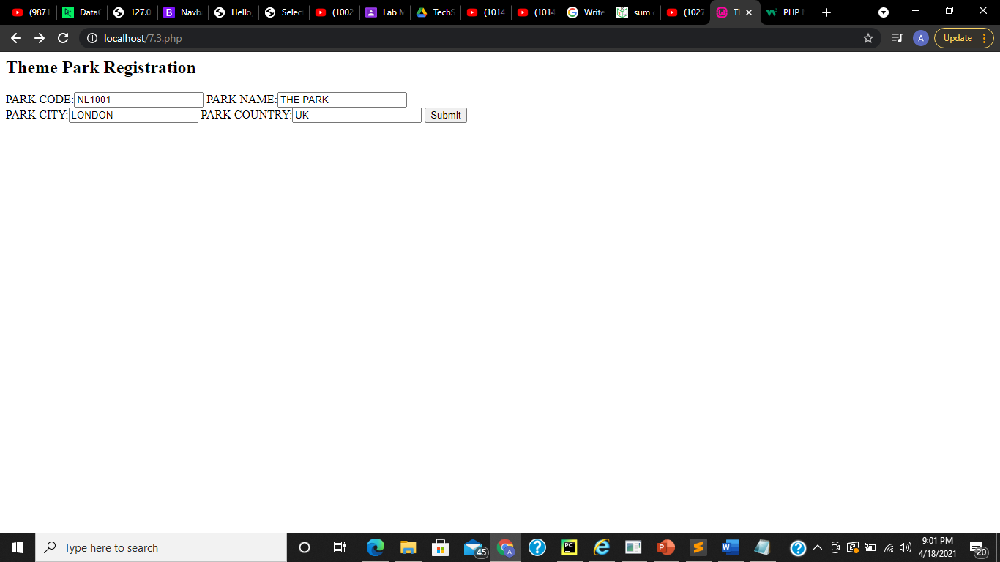 (9871 DataC 127.0 Navb Hello, Selec (1002 Lab M TechS (1014 (1014 Write sum (1027 PHP
localhost/7.3.php A Update
Theme Park Registration
PARK CODE: NL1001 PARK NAME: THE PARK
PARK CITY: LONDON PARK COUNTRY: UK Submit
Type here to search 45 A PC 9:01 PM
4/18/2021 20